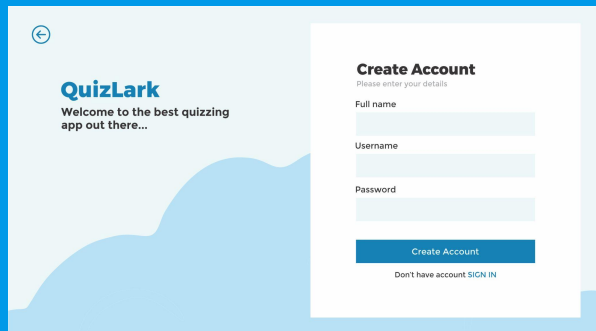 QuizLark
Welcome to the best quizzing
app out there...
Create Account
Please enter your details
Full name
Username
Password
Create Account
Don't have account SIGN IN